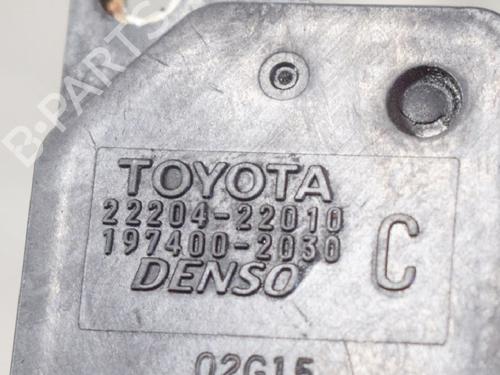 B-PARTS
TOYOTA
22204-22010
197400-2030
DENSO
C
02G15